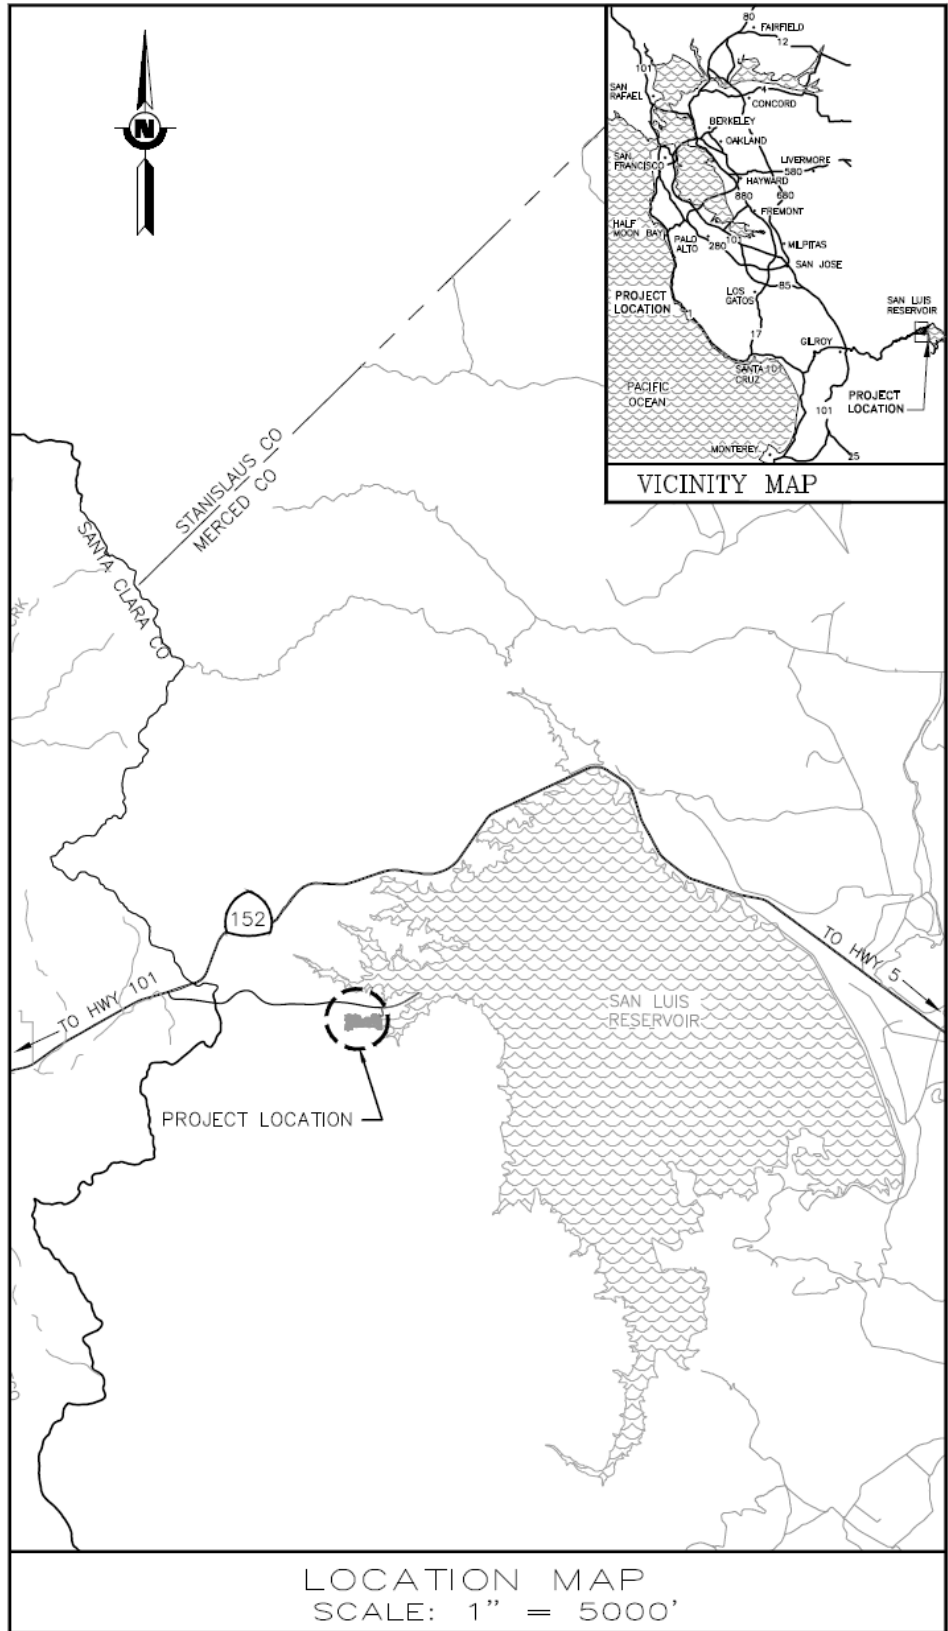 N
80
FAIRFIELD
12
101
SAN
RAFAEL
4
CONCORD
BERKELEY
OAKLAND
SAN
FRANCISCO
LIVERMORE
580
HAYWARD
880
680
FREMONT
HALF
MOON BAY
PALO
ALTO
280
101
MILPITAS
SAN JOSE
LOS
GATOS
85
PROJECT
LOCATION
1
17
SAN LUIS
RESERVOIR
GILROY
SANTA
CRUZ
101
PACIFIC
OCEAN
PROJECT
LOCATION
101
MONTEREY
25
VICINITY MAP
STANISLAUS CO
MERCED CO
SANTA CLARA CO
152
TO HWY 101
TO HWY 5
SAN LUIS
RESERVOIR
PROJECT LOCATION
LOCATION MAP
SCALE: 1" = 5000'